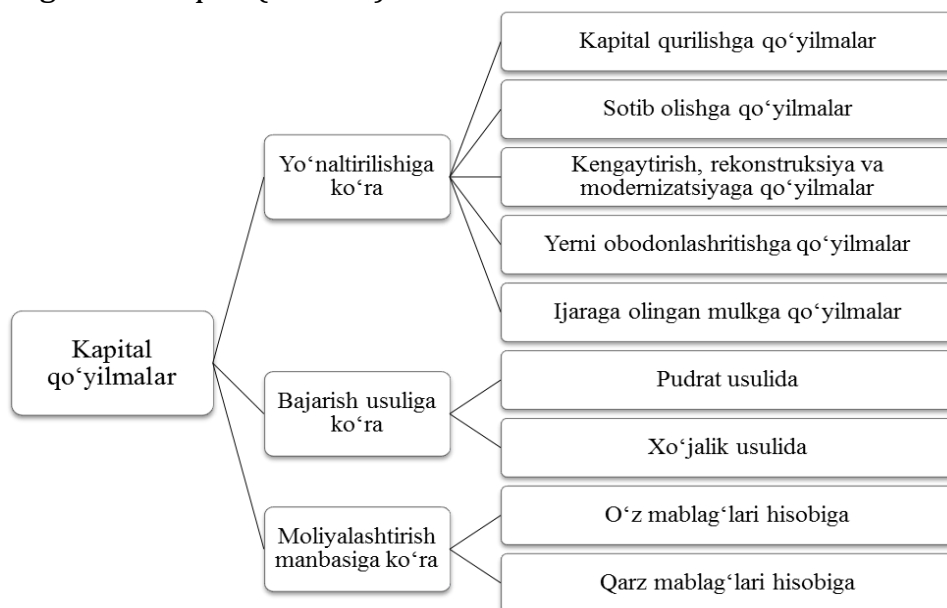 Kapital qurilishga qo‘yilmalar
Sotib olishga qo‘yilmalar
Yo‘naltirilishiga
ko‘ra
Kengaytirish, rekonstruksiya va
modernizatsiyaga qo‘yilmalar
Yerni obodonlashritishga qo‘yilmalar
Ijaraga olingan mulkga qo‘yilmalar
Kapital
qo‘yilmalar
Bajarish usuliga
ko‘ra
Pudrat usulida
Xo‘jalik usulida
Moliyalashtirish
manbasiga ko‘ra
O‘z mablag‘lari hisobiga
Qarz mablag‘lari hisobiga